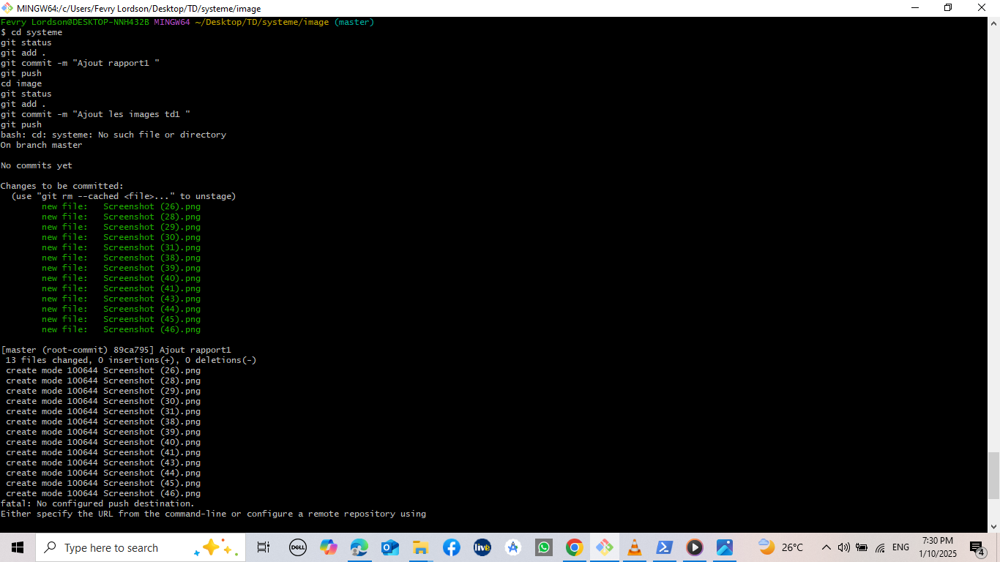 MINGW64:/c/Users/Fevry Lordson/Desktop/TD/systeme/image
Fevry Lordson@DESKTOP-NNH432B MINGW64 ~/Desktop/TD/systeme/image (master)
$ cd systeme
git status
git add .
git commit -m "Ajout rapport1 "
git push
cd image
git status
git add .
git commit -m "Ajout les images td1 "
git push
bash: cd: systeme: No such file or directory
On branch master
No commits yet
Changes to be committed:
(use "git rm --cached <file>..." to unstage)
new file: Screenshot (26).png
new file: Screenshot (28).png
new file: Screenshot (29).png
new file: Screenshot (30).png
new file: Screenshot (31).png
new file: Screenshot (38).png
new file: Screenshot (39).png
new file: Screenshot (40).png
new file: Screenshot (41).png
new file: Screenshot (43).png
new file: Screenshot (44).png
new file: Screenshot (45).png
new file: Screenshot (46).png
[master (root-commit) 89ca795] Ajout rapport1
13 files changed, 0 insertions(+), 0 deletions(-)
create mode 100644 Screenshot (26).png
create mode 100644 Screenshot (28).png
create mode 100644 Screenshot (29).png
create mode 100644 Screenshot (30).png
create mode 100644 Screenshot (31).png
create mode 100644 Screenshot (38).png
create mode 100644 Screenshot (39).png
create mode 100644 Screenshot (40).png
create mode 100644 Screenshot (41).png
create mode 100644 Screenshot (43).png
create mode 100644 Screenshot (44).png
create mode 100644 Screenshot (45).png
create mode 100644 Screenshot (46).png
fatal: No configured push destination.
Either specify the URL from the command-line or configure a remote repository using
Type here to search
DELL
live
26°C
ENG
7:30 PM
1/10/2025
4